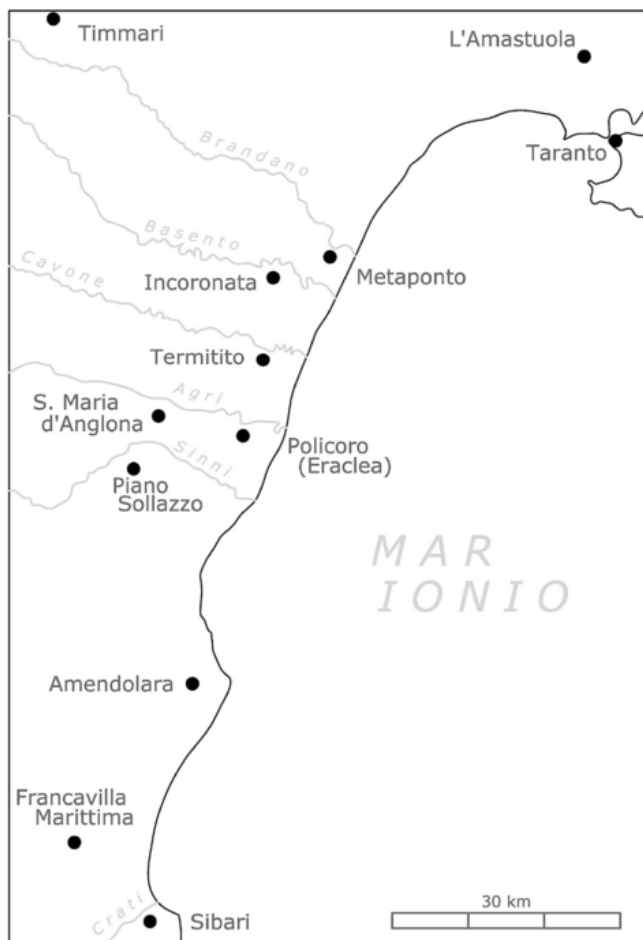 Timmari
L'Amastuola
Brandano
Taranto
Basento
Cavone
Incoronata
Metaponto
Termitito
Agri
S. Maria
d'Anglona
Sinni
Policoro
(Eraclea)
Piano
Sollazzo
MAR
IONIO
Amendolara
Francavilla
Marittima
30 km
Crati
Sibari